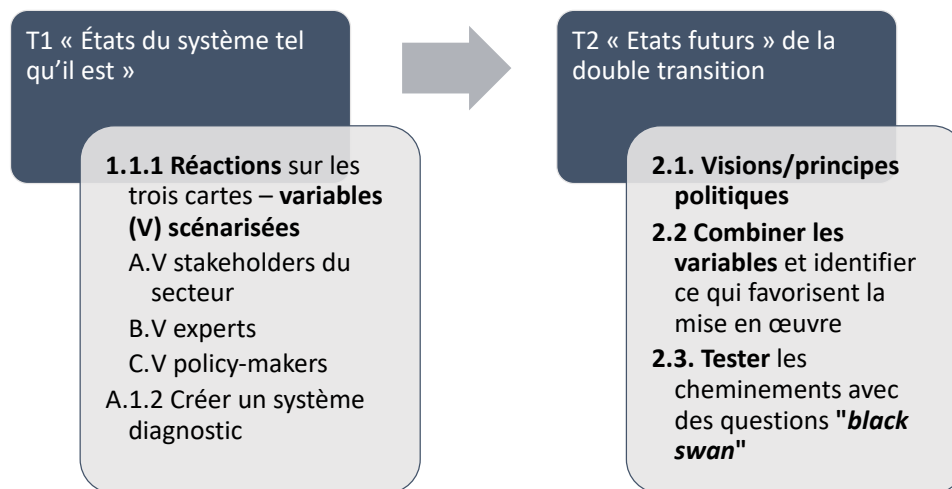 T1 « États du système tel
qu’il est »
1.1.1 Réactions sur les
trois cartes – variables
(V) scénarisées
A.V stakeholders du
secteur
B.V experts
C.V policy-makers
A.1.2 Créer un système
diagnostic
T2 « Etats futurs » de la
double transition
2.1. Visions/principes
politiques
2.2 Combiner les
variables et identifier
ce qui favorisent la
mise en œuvre
2.3. Tester les
cheminements avec
des questions "black
swan"